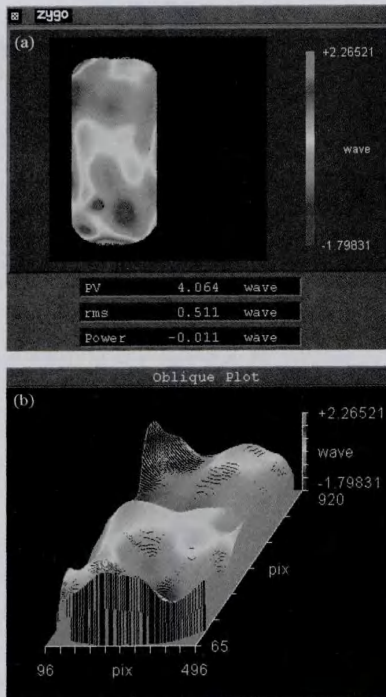 zygo
(a)
+2.26521
wave
-1.79831
PV 4.064 wave
rms 0.511 wave
Power -0.011 wave
Oblique Plot
(b)
+2.26521
wave
-1.79831
920
pix
65
96 pix 496